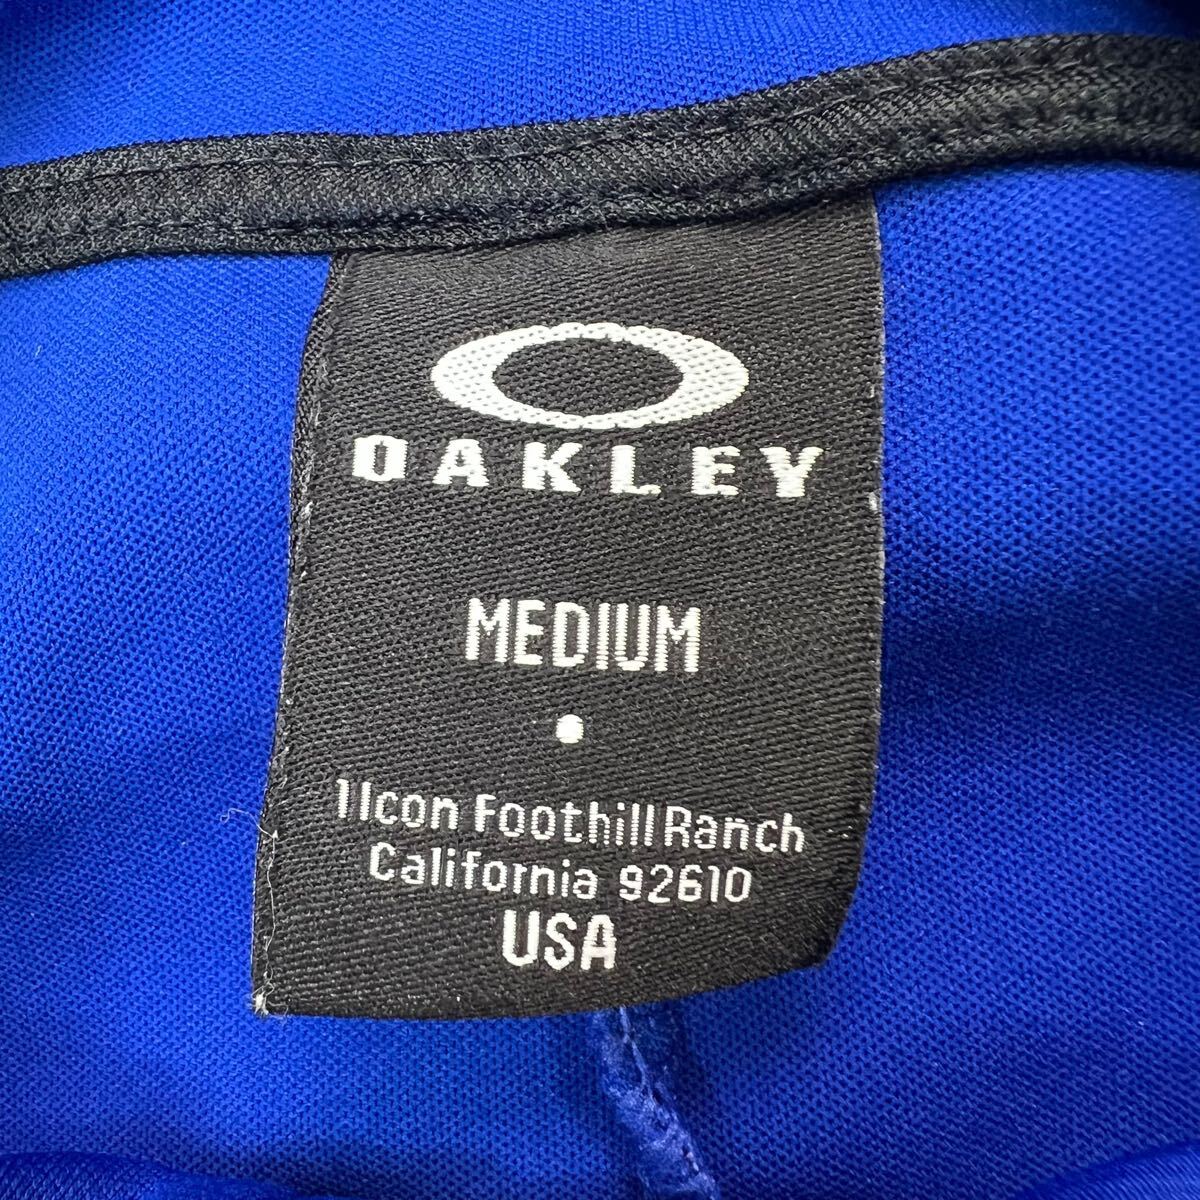 OAKLEY
MEDIUM
1 Icon Foothill Ranch
California 92610
USA